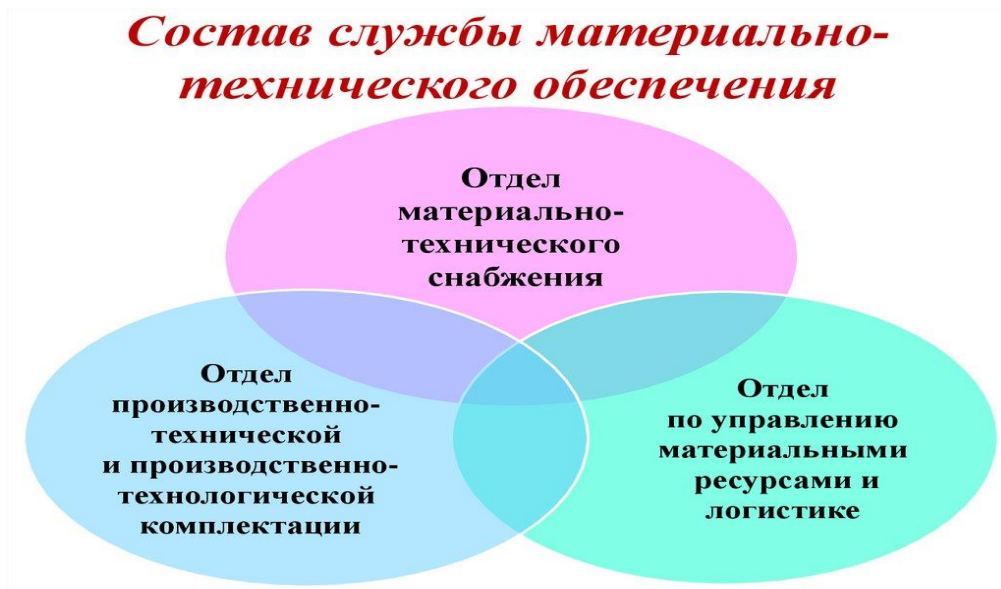 Состав службы материально-
технического обеспечения
Отдел
материально-
технического
снабжения
Отдел
производственно-
технической
и производственно-
технологической
комплектации
Отдел
по управлению
материальными
ресурсами и
логистике